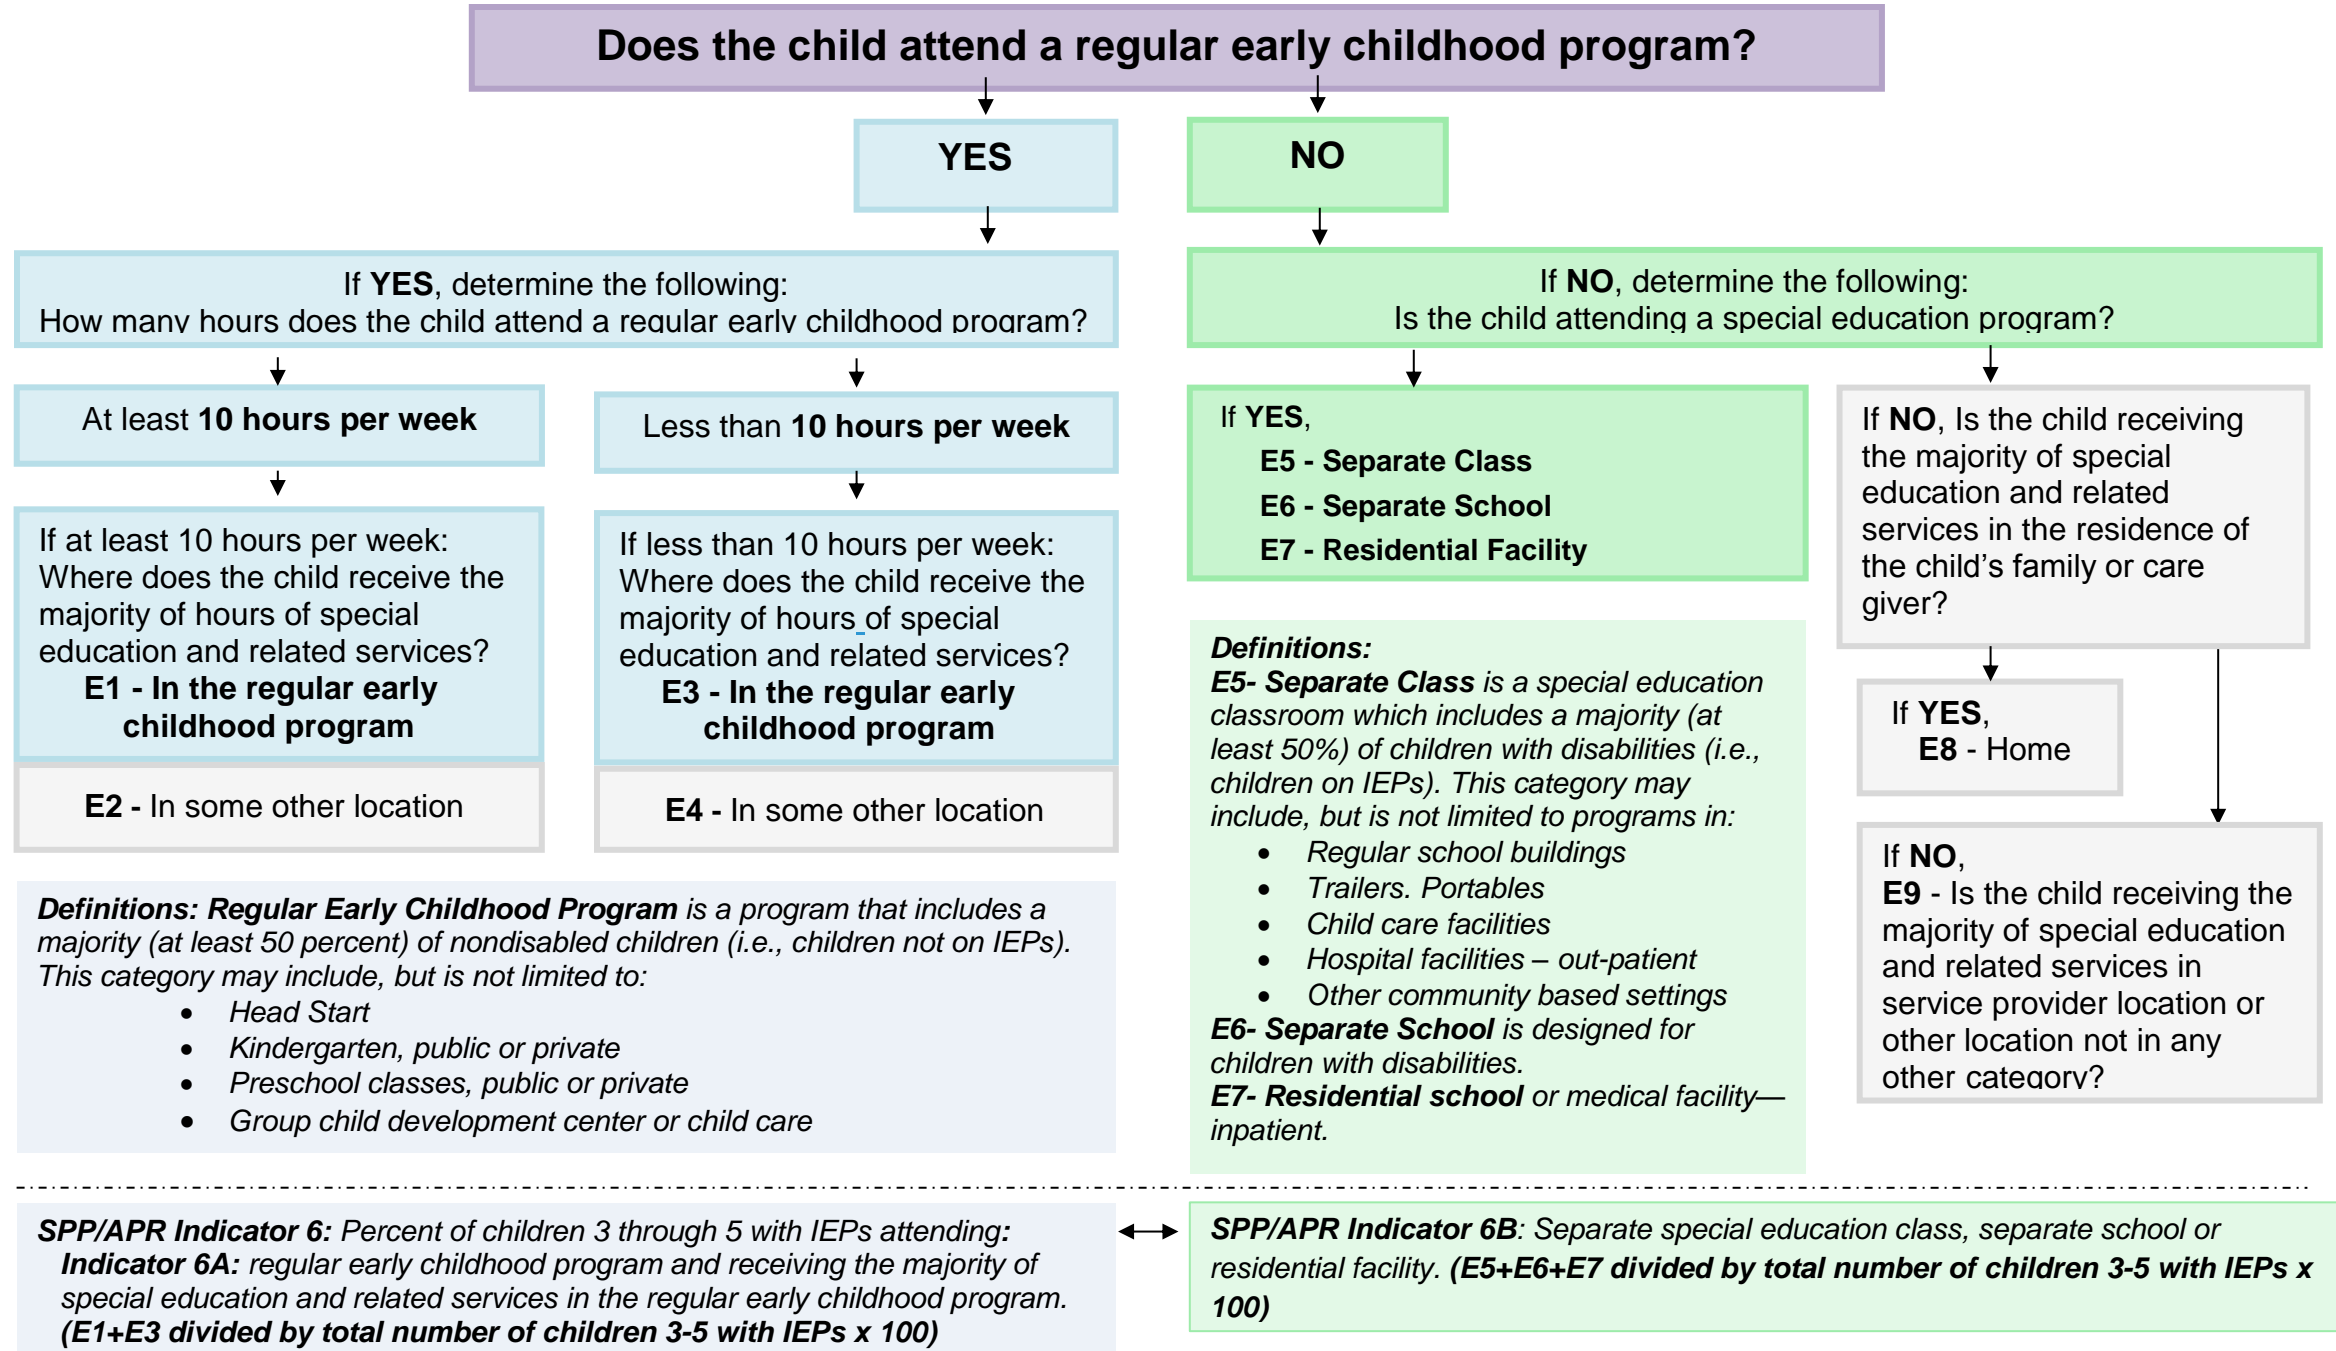 Does the child attend a regular early childhood program?
YES
NO
If YES, determine the following:
How many hours does the child attend a regular early childhood program?
If NO, determine the following:
Is the child attending a special education program?
At least 10 hours per week
Less than 10 hours per week
If at least 10 hours per week:
Where does the child receive the
majority of hours of special
education and related services?
E1 - In the regular early
childhood program
E2 - In some other location
If less than 10 hours per week:
Where does the child receive the
majority of hours of special
education and related services?
E3 - In the regular early
childhood program
E4 - In some other location
If YES,
E5 - Separate Class
E6 - Separate School
E7 - Residential Facility
If NO, Is the child receiving
the majority of special
education and related
services in the residence of
the child’s family or care
giver?
If YES,
E8 - Home
If NO,
E9 - Is the child receiving the
majority of special education
and related services in
service provider location or
other location not in any
other category?
Definitions: Regular Early Childhood Program is a program that includes a
majority (at least 50 percent) of nondisabled children (i.e., children not on IEPs).
This category may include, but is not limited to:
• Head Start
• Kindergarten, public or private
• Preschool classes, public or private
• Group child development center or child care
Definitions:
E5- Separate Class is a special education
classroom which includes a majority (at
least 50%) of children with disabilities (i.e.,
children on IEPs). This category may
include, but is not limited to programs in:
• Regular school buildings
• Trailers. Portables
• Child care facilities
• Hospital facilities – out-patient
• Other community based settings
E6- Separate School is designed for
children with disabilities.
E7- Residential school or medical facility—
inpatient.
SPP/APR Indicator 6: Percent of children 3 through 5 with IEPs attending:
Indicator 6A: regular early childhood program and receiving the majority of
special education and related services in the regular early childhood program.
(E1+E3 divided by total number of children 3-5 with IEPs x 100)
SPP/APR Indicator 6B: Separate special education class, separate school or
residential facility. (E5+E6+E7 divided by total number of children 3-5 with IEPs x
100)